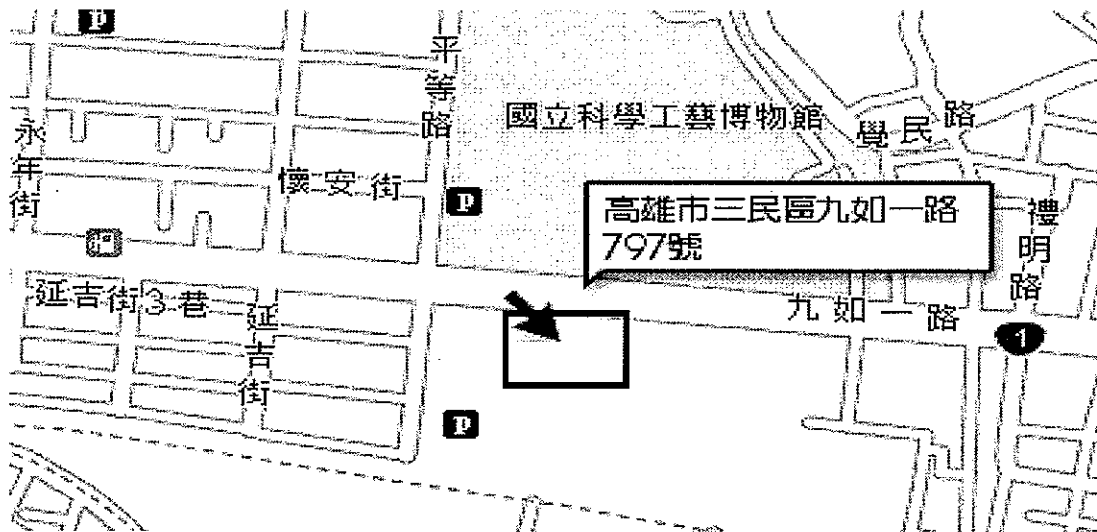 P
平等路
國立科學工藝博物館
覺民路
永年街
懷安街
P
高雄市三民區九如一路
797號
禮明路
延吉街3巷
延吉街
九如一路
1
P